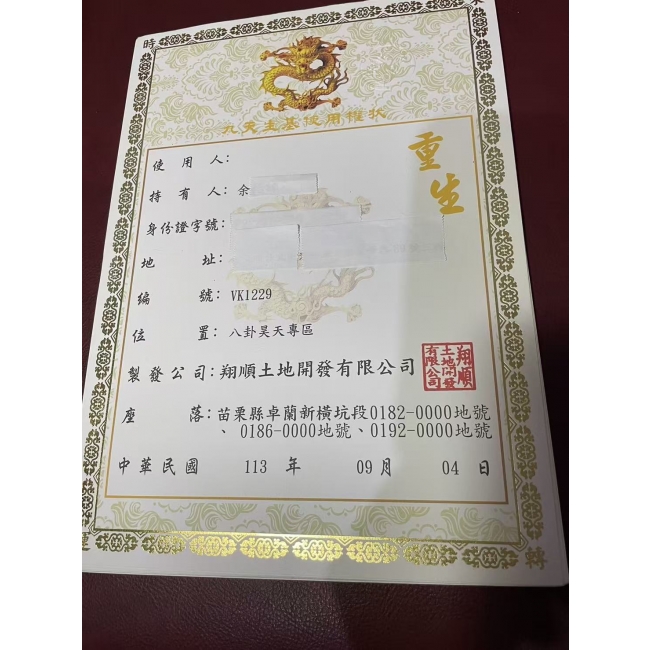 時
九天生基使用權狀
重生
使用人：
持有人：余
身份證字號：
地址：
編號：VK1229
位置：八卦昊天專區
製發公司：翔順土地開發有限公司
翔順土地開發有限公司
座落：苗栗縣卓蘭新橫坑段0182-0000地號
、0186-0000地號、0192-0000地號
中華民國 113 年 09 月 04 日
轉